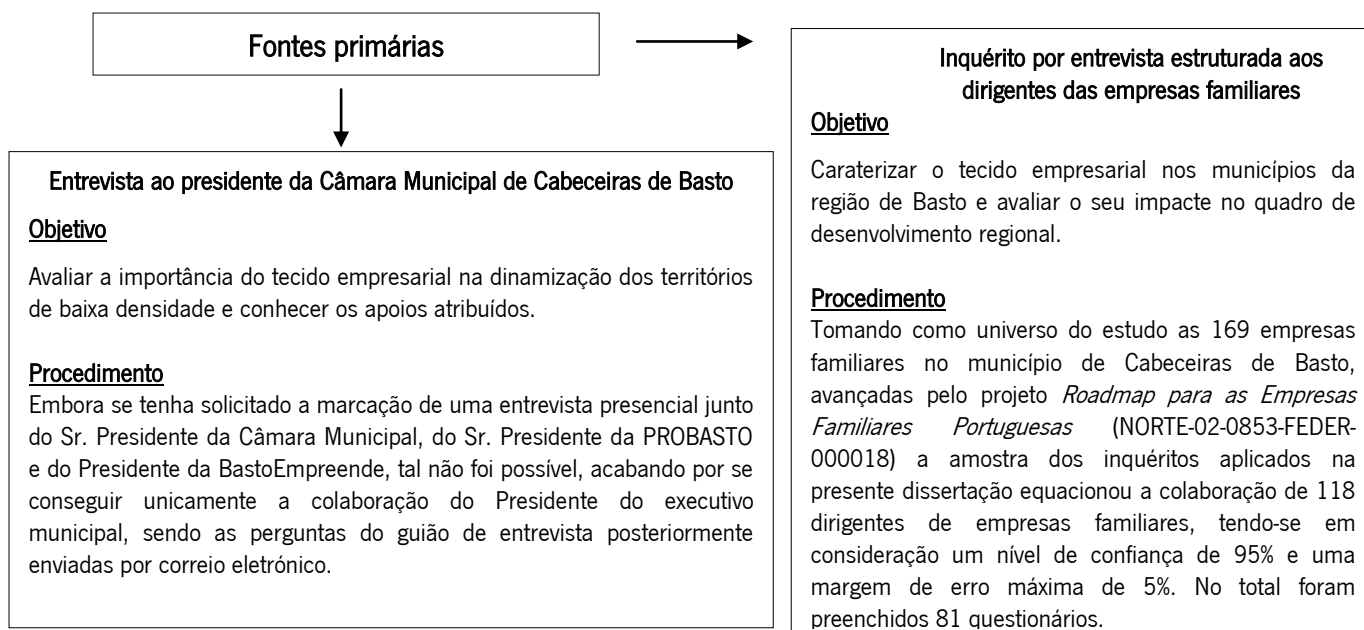 Fontes primárias
Entrevista ao presidente da Câmara Municipal de Cabeceiras de Basto
Objetivo
Avaliar a importância do tecido empresarial na dinamização dos territórios
de baixa densidade e conhecer os apoios atribuídos.
Procedimento
Embora se tenha solicitado a marcação de uma entrevista presencial junto
do Sr. Presidente da Câmara Municipal, do Sr. Presidente da PROBASTO
e do Presidente da BastoEmpreende, tal não foi possível, acabando por se
conseguir unicamente a colaboração do Presidente do executivo
municipal, sendo as perguntas do guião de entrevista posteriormente
enviadas por correio eletrónico.
Inquérito por entrevista estruturada aos
dirigentes das empresas familiares
Objetivo
Caraterizar o tecido empresarial nos municípios da
região de Basto e avaliar o seu impacte no quadro de
desenvolvimento regional.
Procedimento
Tomando como universo do estudo as 169 empresas
familiares no município de Cabeceiras de Basto,
avançadas pelo projeto Roadmap para as Empresas
Familiares Portuguesas (NORTE-02-0853-FEDER-
000018) a amostra dos inquéritos aplicados na
presente dissertação equacionou a colaboração de 118
dirigentes de empresas familiares, tendo-se em
consideração um nível de confiança de 95% e uma
margem de erro máxima de 5%. No total foram
preenchidos 81 questionários.